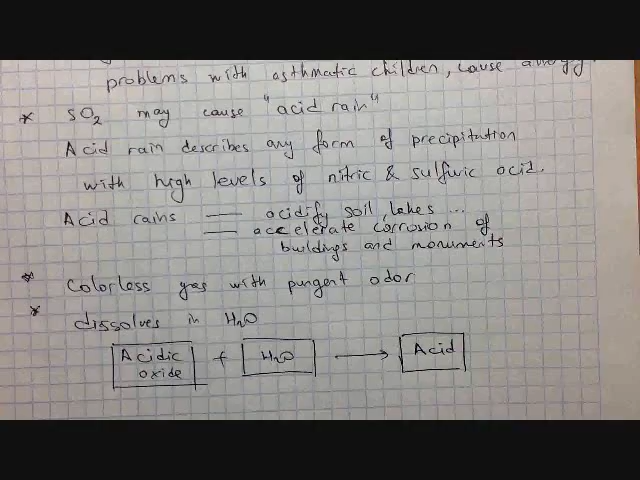 problems with asthmatic children, cause allergy.
* SO2 may cause "acid rain"
Acid rain describes any form of precipitation
with high levels of nitric & sulfuric acid.
Acid rains — acidify soil, lakes ...
— accelerate corrosion of
buildings and monuments
* Colorless gas with pungent odor
* dissolves in H2O
Acidic oxide + H2O → Acid